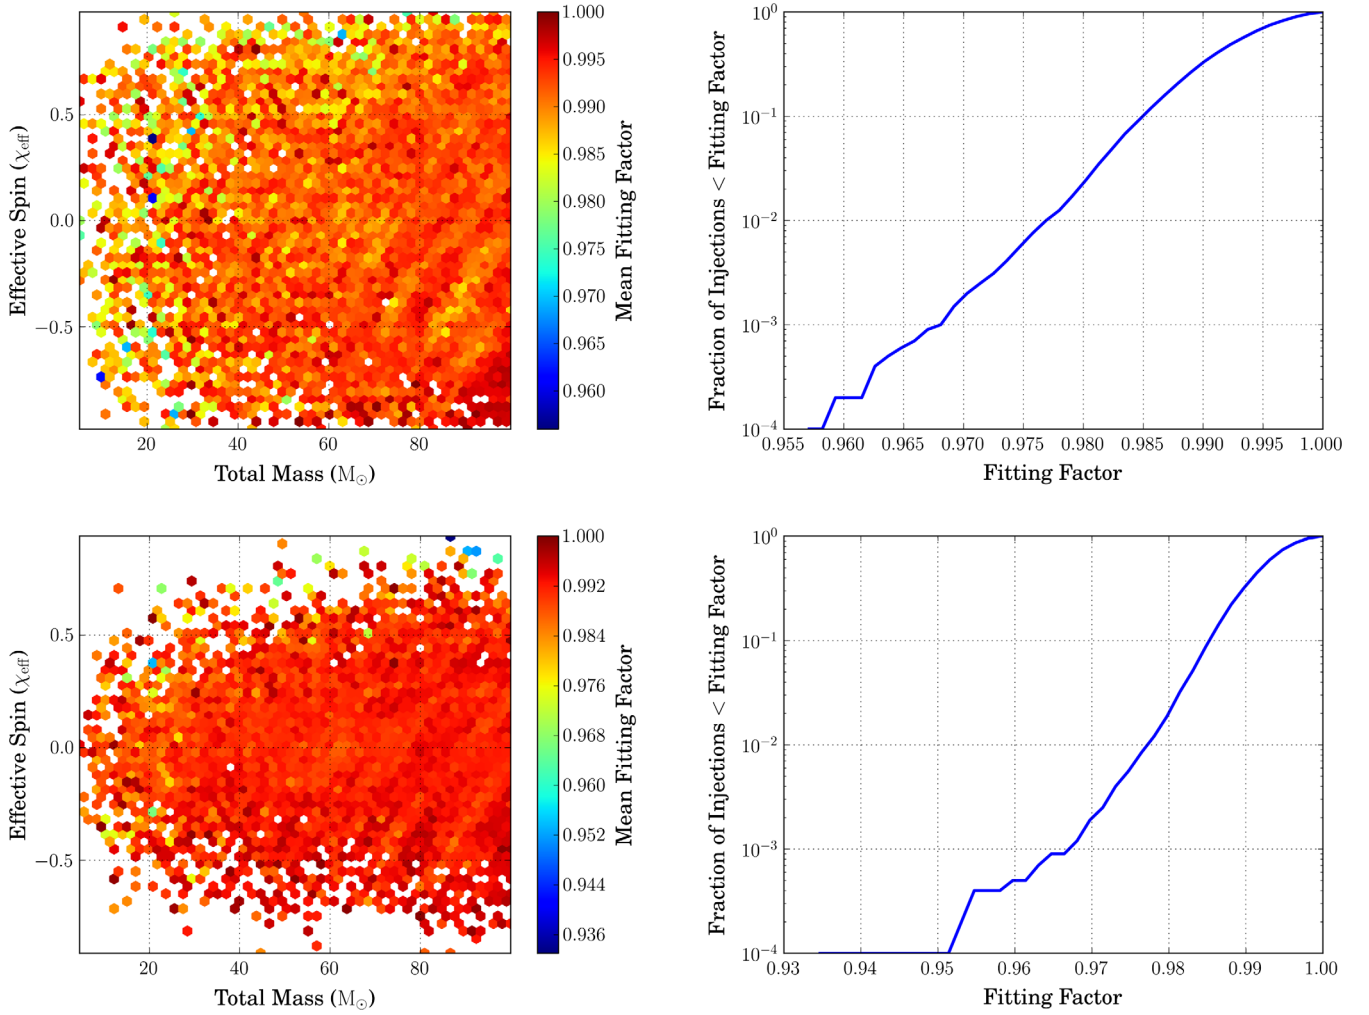 1.000
0.995
0.990
0.985
0.980
0.975
0.970
0.965
0.960
Mean Fitting Factor
0.5
0.0
−0.5
Effective Spin (χeff)
20 40 60 80
Total Mass (M⊙)
10^0
10^−1
10^−2
10^−3
10^−4
Fraction of Injections < Fitting Factor
0.955 0.960 0.965 0.970 0.975 0.980 0.985 0.990 0.995 1.000
Fitting Factor
1.000
0.992
0.984
0.976
0.968
0.960
0.952
0.944
0.936
Mean Fitting Factor
0.5
0.0
−0.5
Effective Spin (χeff)
20 40 60 80
Total Mass (M⊙)
10^0
10^−1
10^−2
10^−3
10^−4
Fraction of Injections < Fitting Factor
0.93 0.94 0.95 0.96 0.97 0.98 0.99 1.00
Fitting Factor